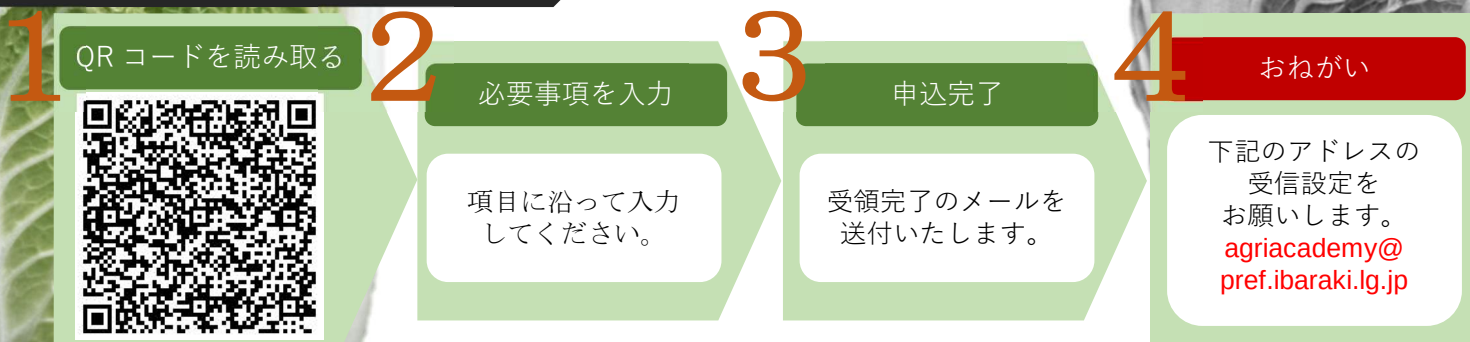 1
QR コードを読み取る
2
必要事項を入力
項目に沿って入力
してください。
3
申込完了
受領完了のメールを
送付いたします。
4
おねがい
下記のアドレスの
受信設定を
お願いします。
agriacademy@
pref.ibaraki.lg.jp